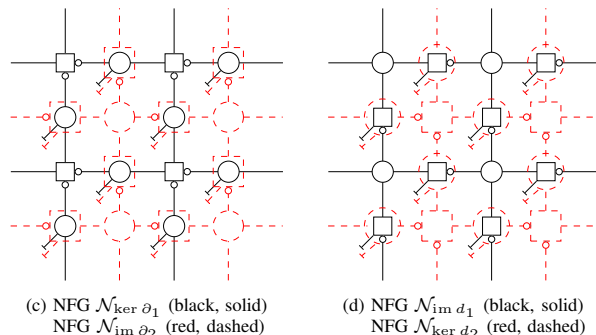 (c) NFG 𝒩ker ∂1 (black, solid)
NFG 𝒩im ∂2 (red, dashed)
(d) NFG 𝒩im d1 (black, solid)
NFG 𝒩ker d2 (red, dashed)